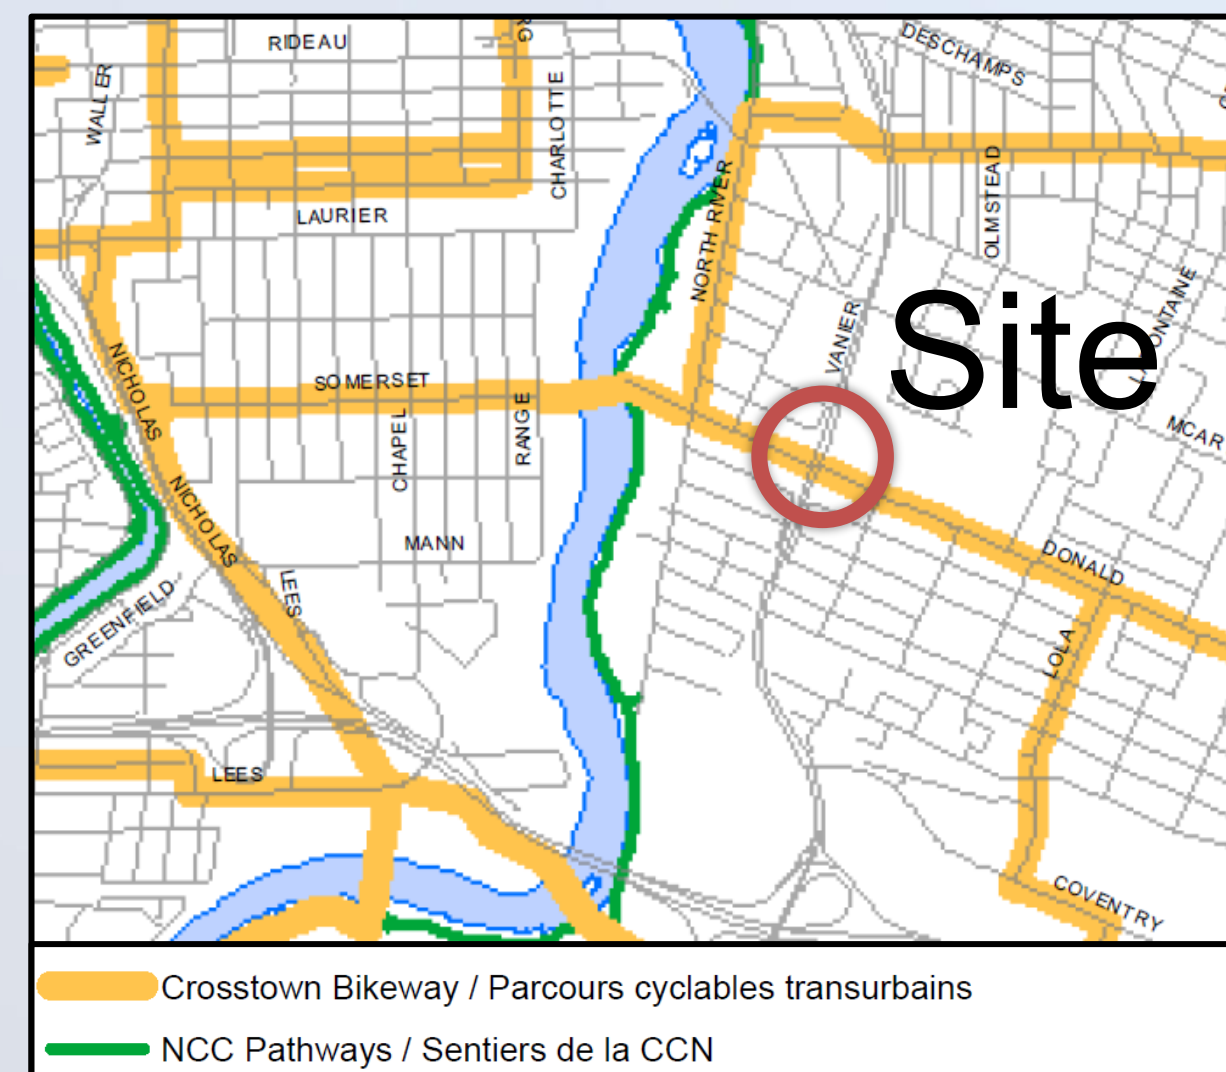 RIDEAU
WALLER
CHARLOTTE
DESCHAMPS
OLMSTEAD
LAURIER
NORTH RIVER
VANIER
Site
NICHOLAS
SOMERSET
CHAPEL
RANGE
MCAR
NICHOLAS
MANN
LEES
DONALD
GREENFIELD
LOLA
LEES
COVENTRY
Crosstown Bikeway / Parcours cyclables transurbains
NCC Pathways / Sentiers de la CCN